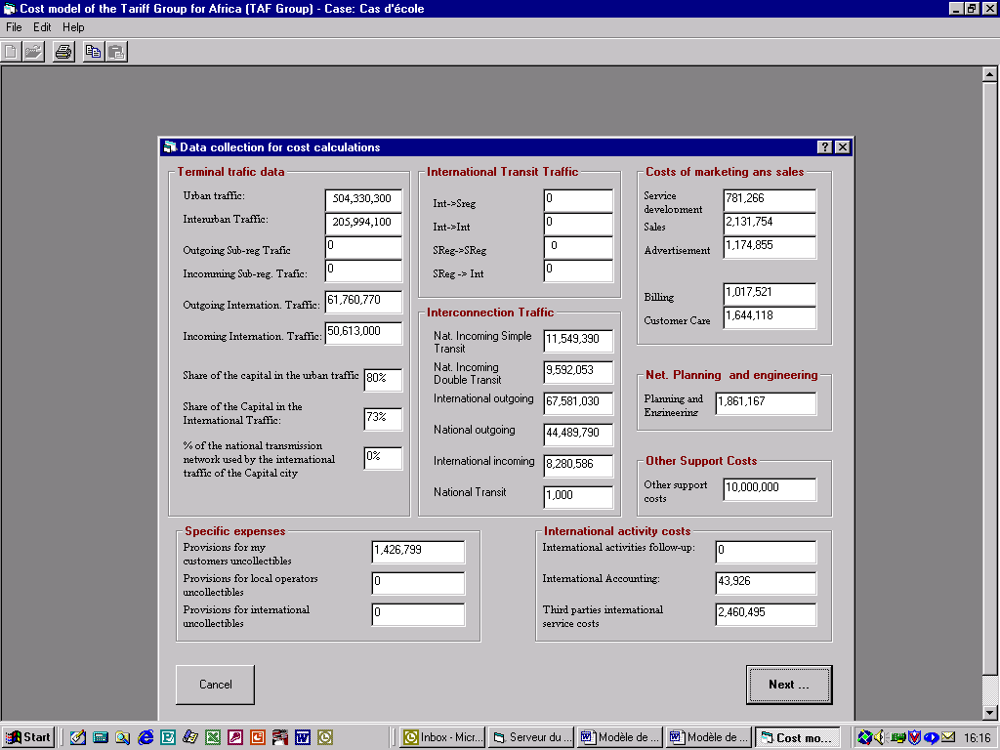 Cost model of the Tariff Group for Africa (TAF Group) - Case: Cas d'école
File Edit Help
Data collection for cost calculations
Terminal trafic data
Urban traffic: 504,330,300
Interurban Traffic: 205,994,100
Outgoing Sub-reg Trafic 0
Incomming Sub-reg. Trafic: 0
Outgoing Internation. Traffic: 61,760,770
Incoming Internation. Traffic: 50,613,000
Share of the capital in the urban traffic 80%
Share of the Capital in the
International Traffic: 73%
% of the national transmission
network used by the international 0%
traffic of the Capital city
International Transit Traffic
Int->Sreg 0
Int->Int 0
SReg->SReg 0
SReg -> Int 0
Interconnection Traffic
Nat. Incoming Simple
Transit 11,549,390
Nat. Incoming
Double Transit 9,592,053
International outgoing 67,581,030
National outgoing 44,489,790
International incoming 8,280,586
National Transit 1,000
Costs of marketing ans sales
Service
development 781,266
Sales 2,131,754
Advertisement 1,174,855
Billing 1,017,521
Customer Care 1,644,118
Net. Planning and engineering
Planning and
Engineering 1,861,167
Other Support Costs
Other support
costs 10,000,000
Specific expenses
Provisions for my
customers uncollectibles 1,426,799
Provisions for local operators
uncollectibles 0
Provisions for international
uncollectibles 0
International activity costs
International activities follow-up: 0
International Accounting: 43,926
Third parties international
service costs 2,460,495
Cancel
Next ...
Start Inbox - Micr... Serveur du ... Modèle de ... Modèle de ... Cost mo... 16:16